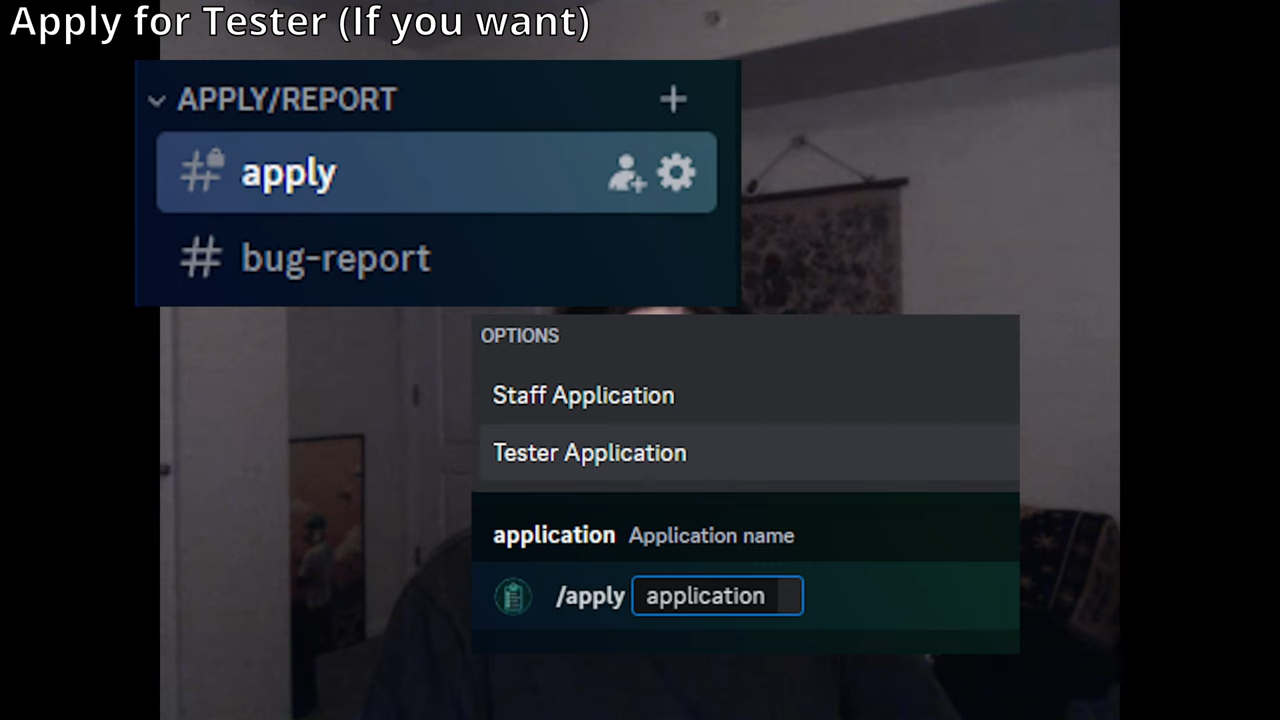 Apply for Tester (If you want)
APPLY/REPORT
apply
bug-report
OPTIONS
Staff Application
Tester Application
application Application name
/apply application